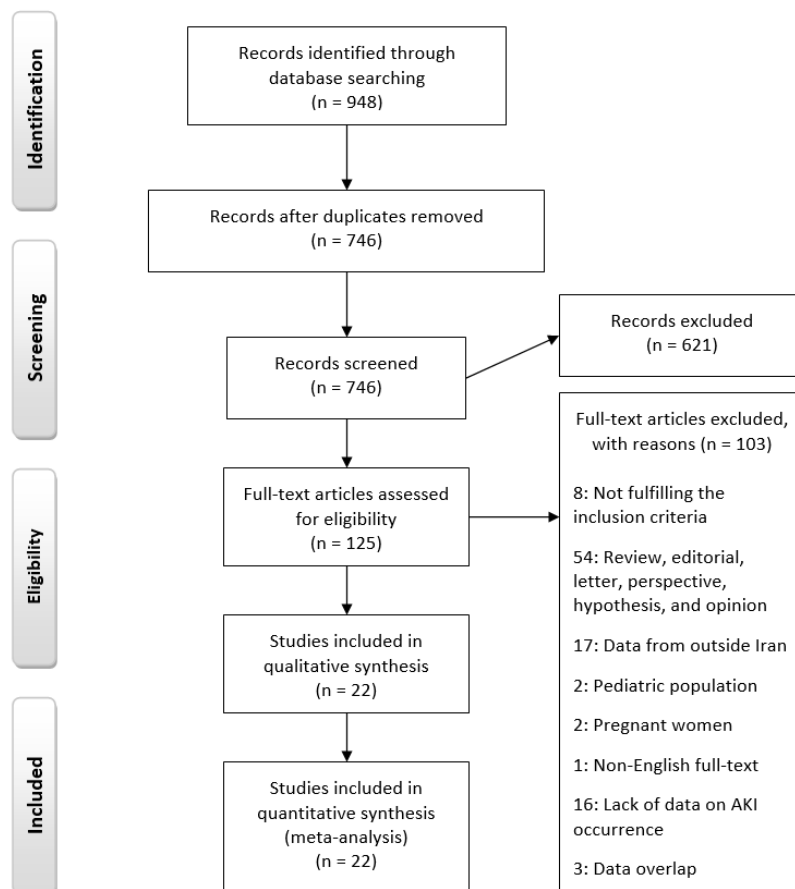 Identification
Records identified through
database searching
(n = 948)
Records after duplicates removed
(n = 746)
Screening
Records screened
(n = 746)
Records excluded
(n = 621)
Eligibility
Full-text articles assessed
for eligibility
(n = 125)
Full-text articles excluded,
with reasons (n = 103)
8: Not fulfilling the
inclusion criteria
54: Review, editorial,
letter, perspective,
hypothesis, and opinion
17: Data from outside Iran
2: Pediatric population
2: Pregnant women
1: Non-English full-text
16: Lack of data on AKI
occurrence
3: Data overlap
Studies included in
qualitative synthesis
(n = 22)
Included
Studies included in
quantitative synthesis
(meta-analysis)
(n = 22)